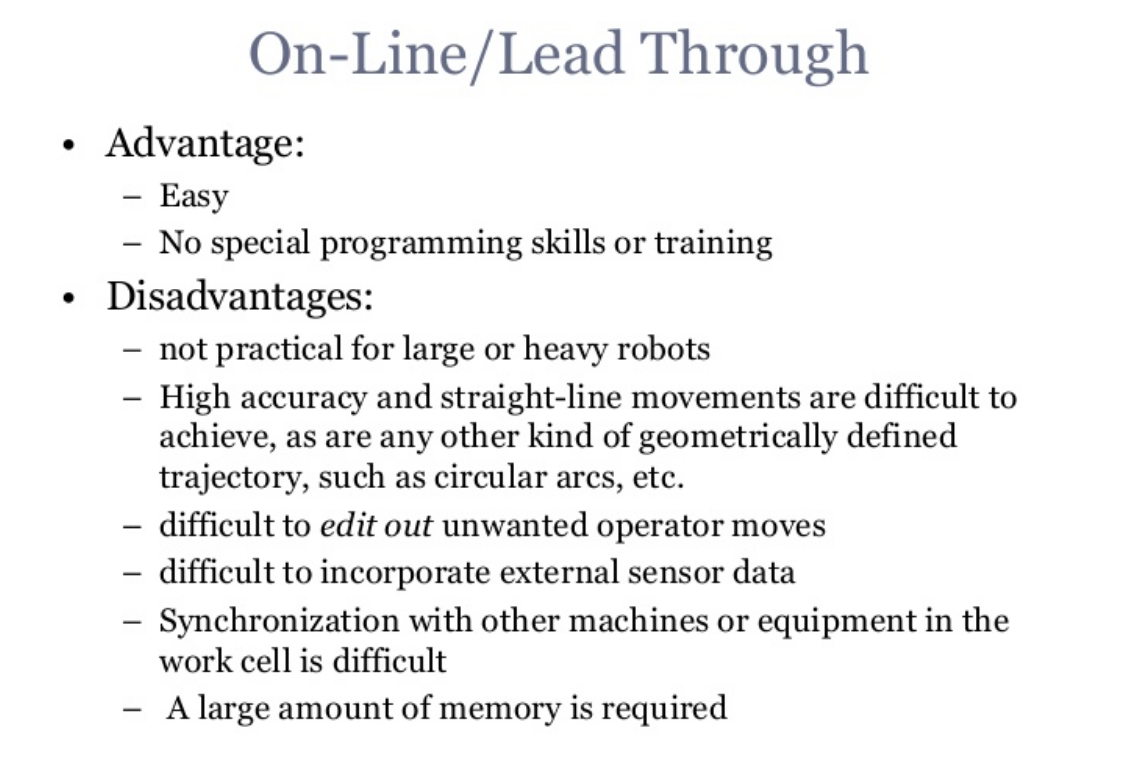 On-Line/Lead Through
• Advantage:
– Easy
– No special programming skills or training
• Disadvantages:
– not practical for large or heavy robots
– High accuracy and straight-line movements are difficult to
achieve, as are any other kind of geometrically defined
trajectory, such as circular arcs, etc.
– difficult to edit out unwanted operator moves
– difficult to incorporate external sensor data
– Synchronization with other machines or equipment in the
work cell is difficult
– A large amount of memory is required